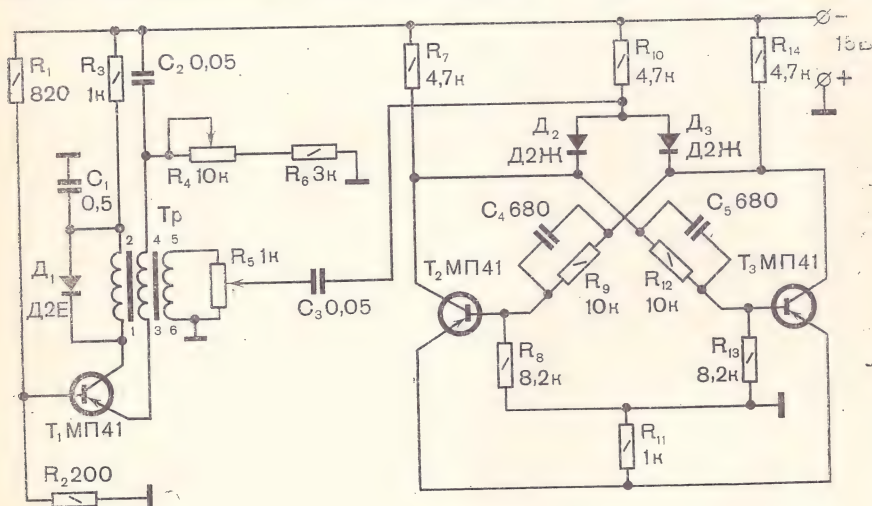 R₁
820
R₃
1к
C₂ 0,05
R₇
4,7к
R₁₀
4,7к
R₁₄
4,7к
−
+
Д₂
Д2Ж
Д₃
Д2Ж
C₁
0,5
R₄ 10к
R₆ 3к
Тр
2 4 5
R₅ 1к
C₃ 0,05
C₄ 680
C₅ 680
Д₁
Д2Е
1 3 6
Т₂ МП41
R₉
10к
R₁₂
10к
Т₃ МП41
R₈
8,2к
R₁₃
8,2к
Т₁ МП41
R₁₁
1к
R₂ 200